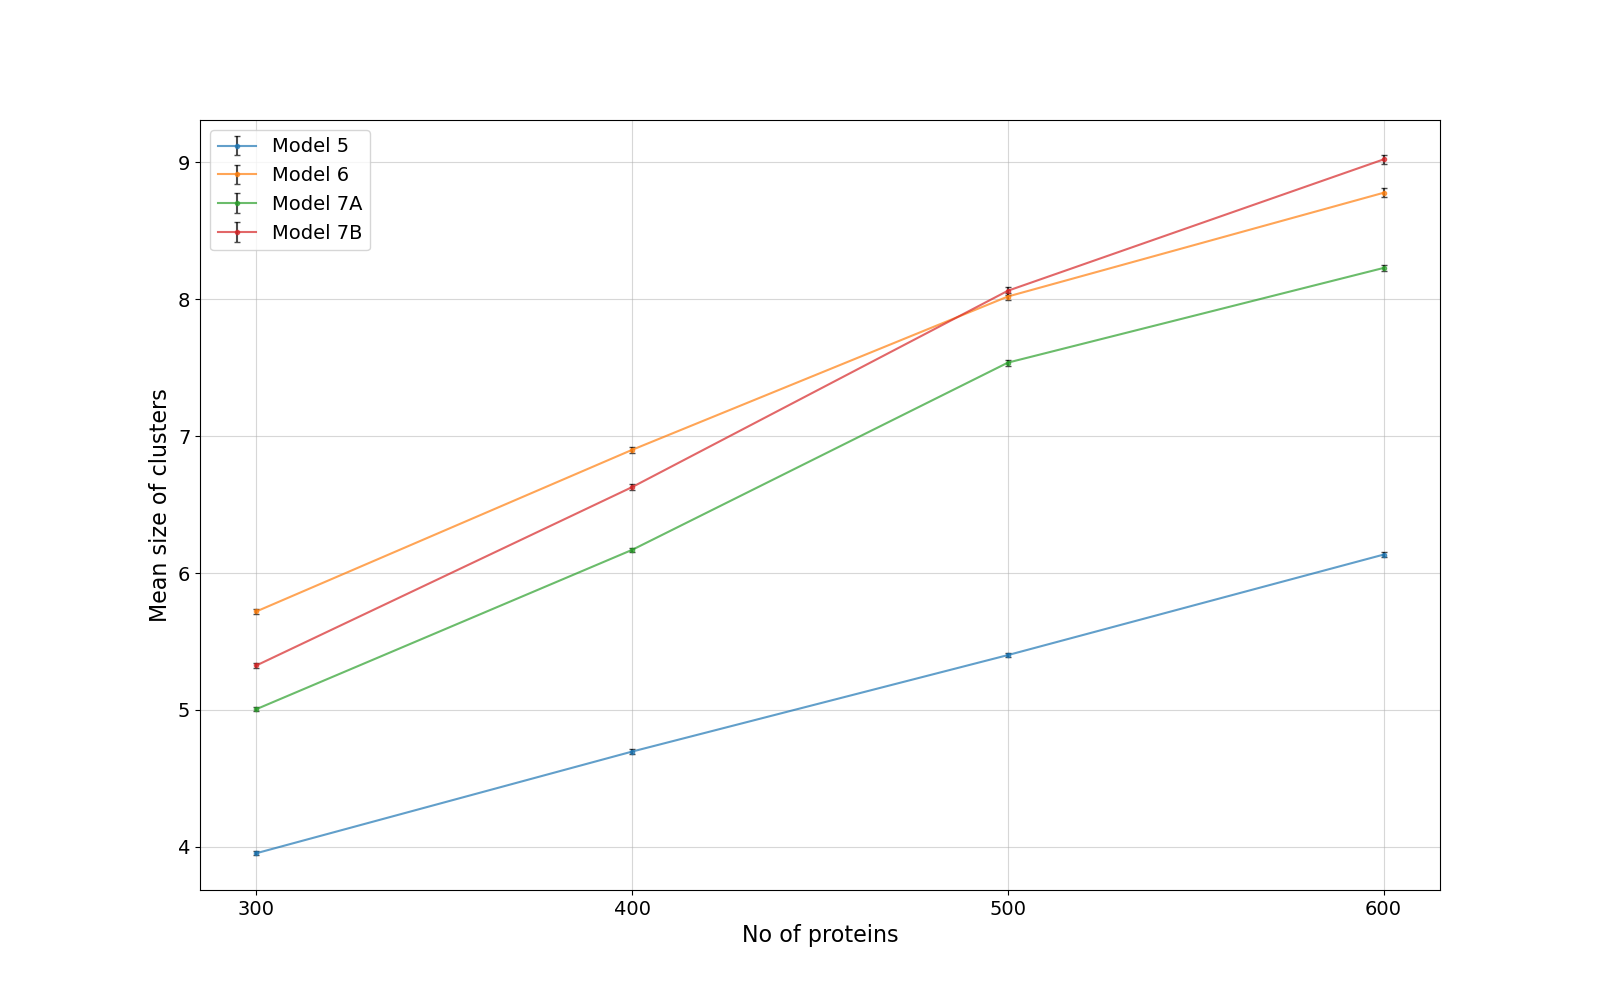 Model 5
Model 6
Model 7A
Model 7B
9
8
7
6
5
4
Mean size of clusters
300 400 500 600
No of proteins